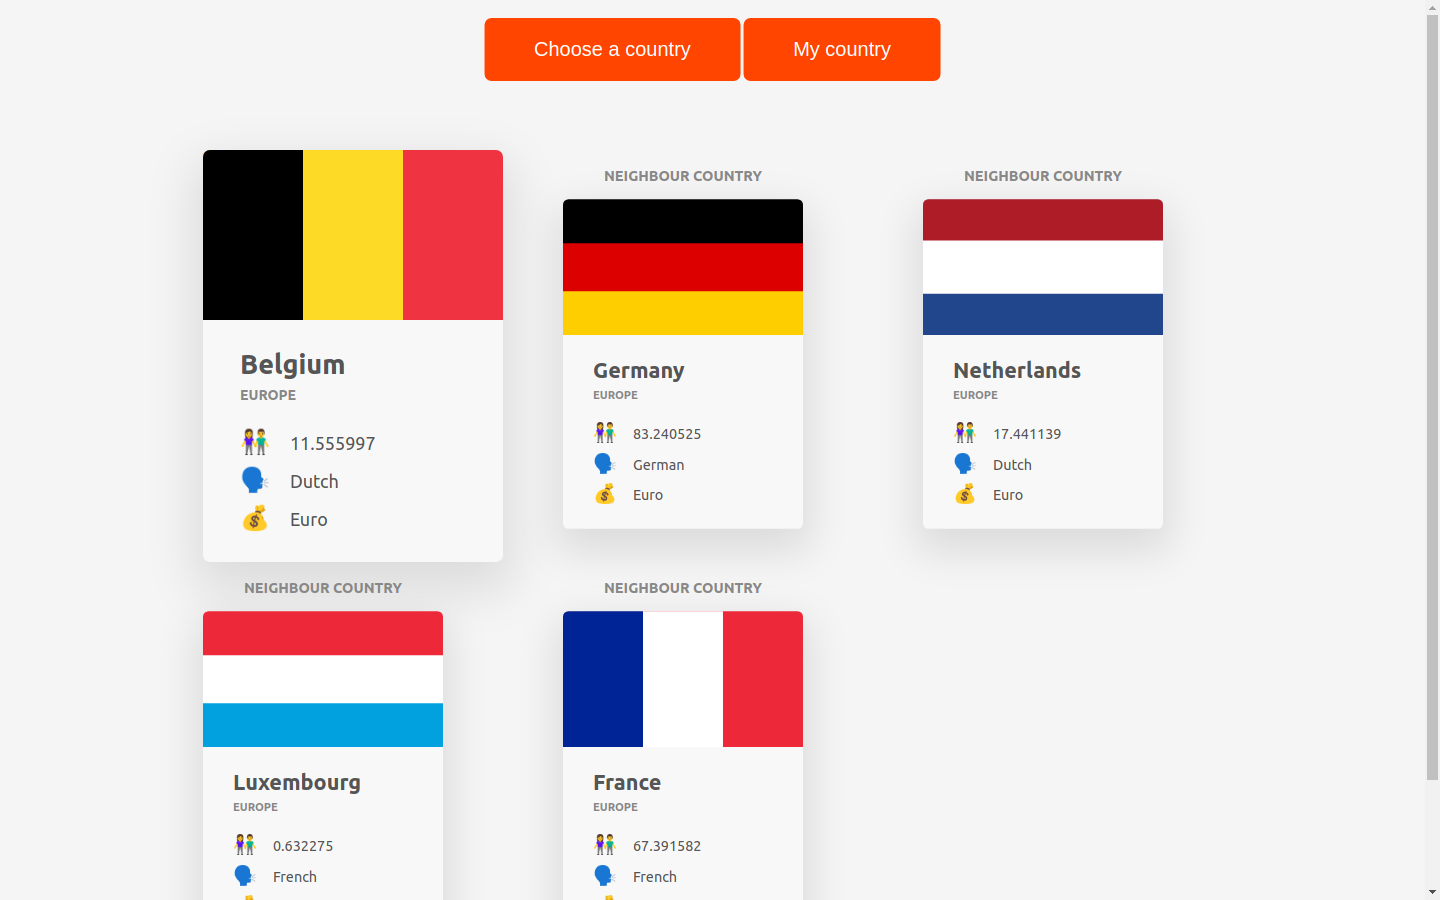 Choose a country
My country
Belgium
EUROPE
11.555997
Dutch
Euro
NEIGHBOUR COUNTRY
Germany
EUROPE
83.240525
German
Euro
NEIGHBOUR COUNTRY
Netherlands
EUROPE
17.441139
Dutch
Euro
NEIGHBOUR COUNTRY
Luxembourg
EUROPE
0.632275
French
NEIGHBOUR COUNTRY
France
EUROPE
67.391582
French